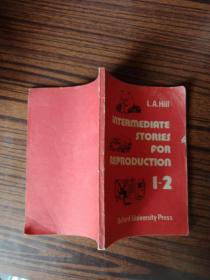 L.A.Hill
INTERMEDIATE
STORIES
FOR
REPRODUCTION
1-2
Oxford University Press